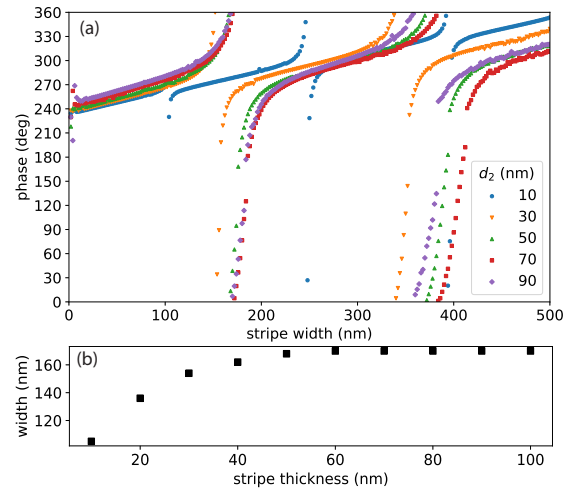 (a)
360
330
300
270
240
210
180
150
120
90
60
30
0
phase (deg)
d₂ (nm)
10
30
50
70
90
0 100 200 300 400 500
stripe width (nm)
(b)
160
140
120
width (nm)
20 40 60 80 100
stripe thickness (nm)